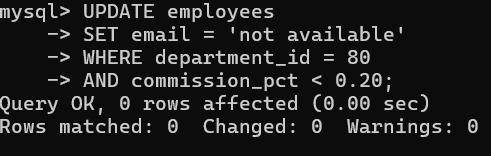 mysql> UPDATE employees
    -> SET email = 'not available'
    -> WHERE department_id = 80
    -> AND commission_pct < 0.20;
Query OK, 0 rows affected (0.00 sec)
Rows matched: 0  Changed: 0  Warnings: 0